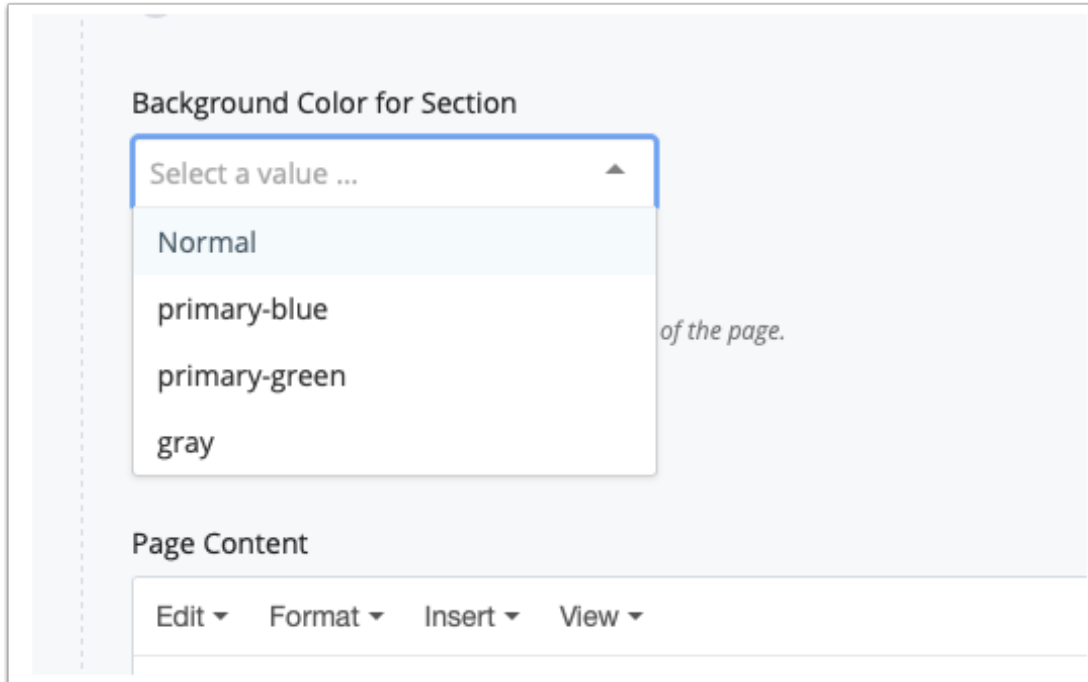 Background Color for Section
Select a value ...
Normal
primary-blue
of the page.
primary-green
gray
Page Content
Edit Format Insert View